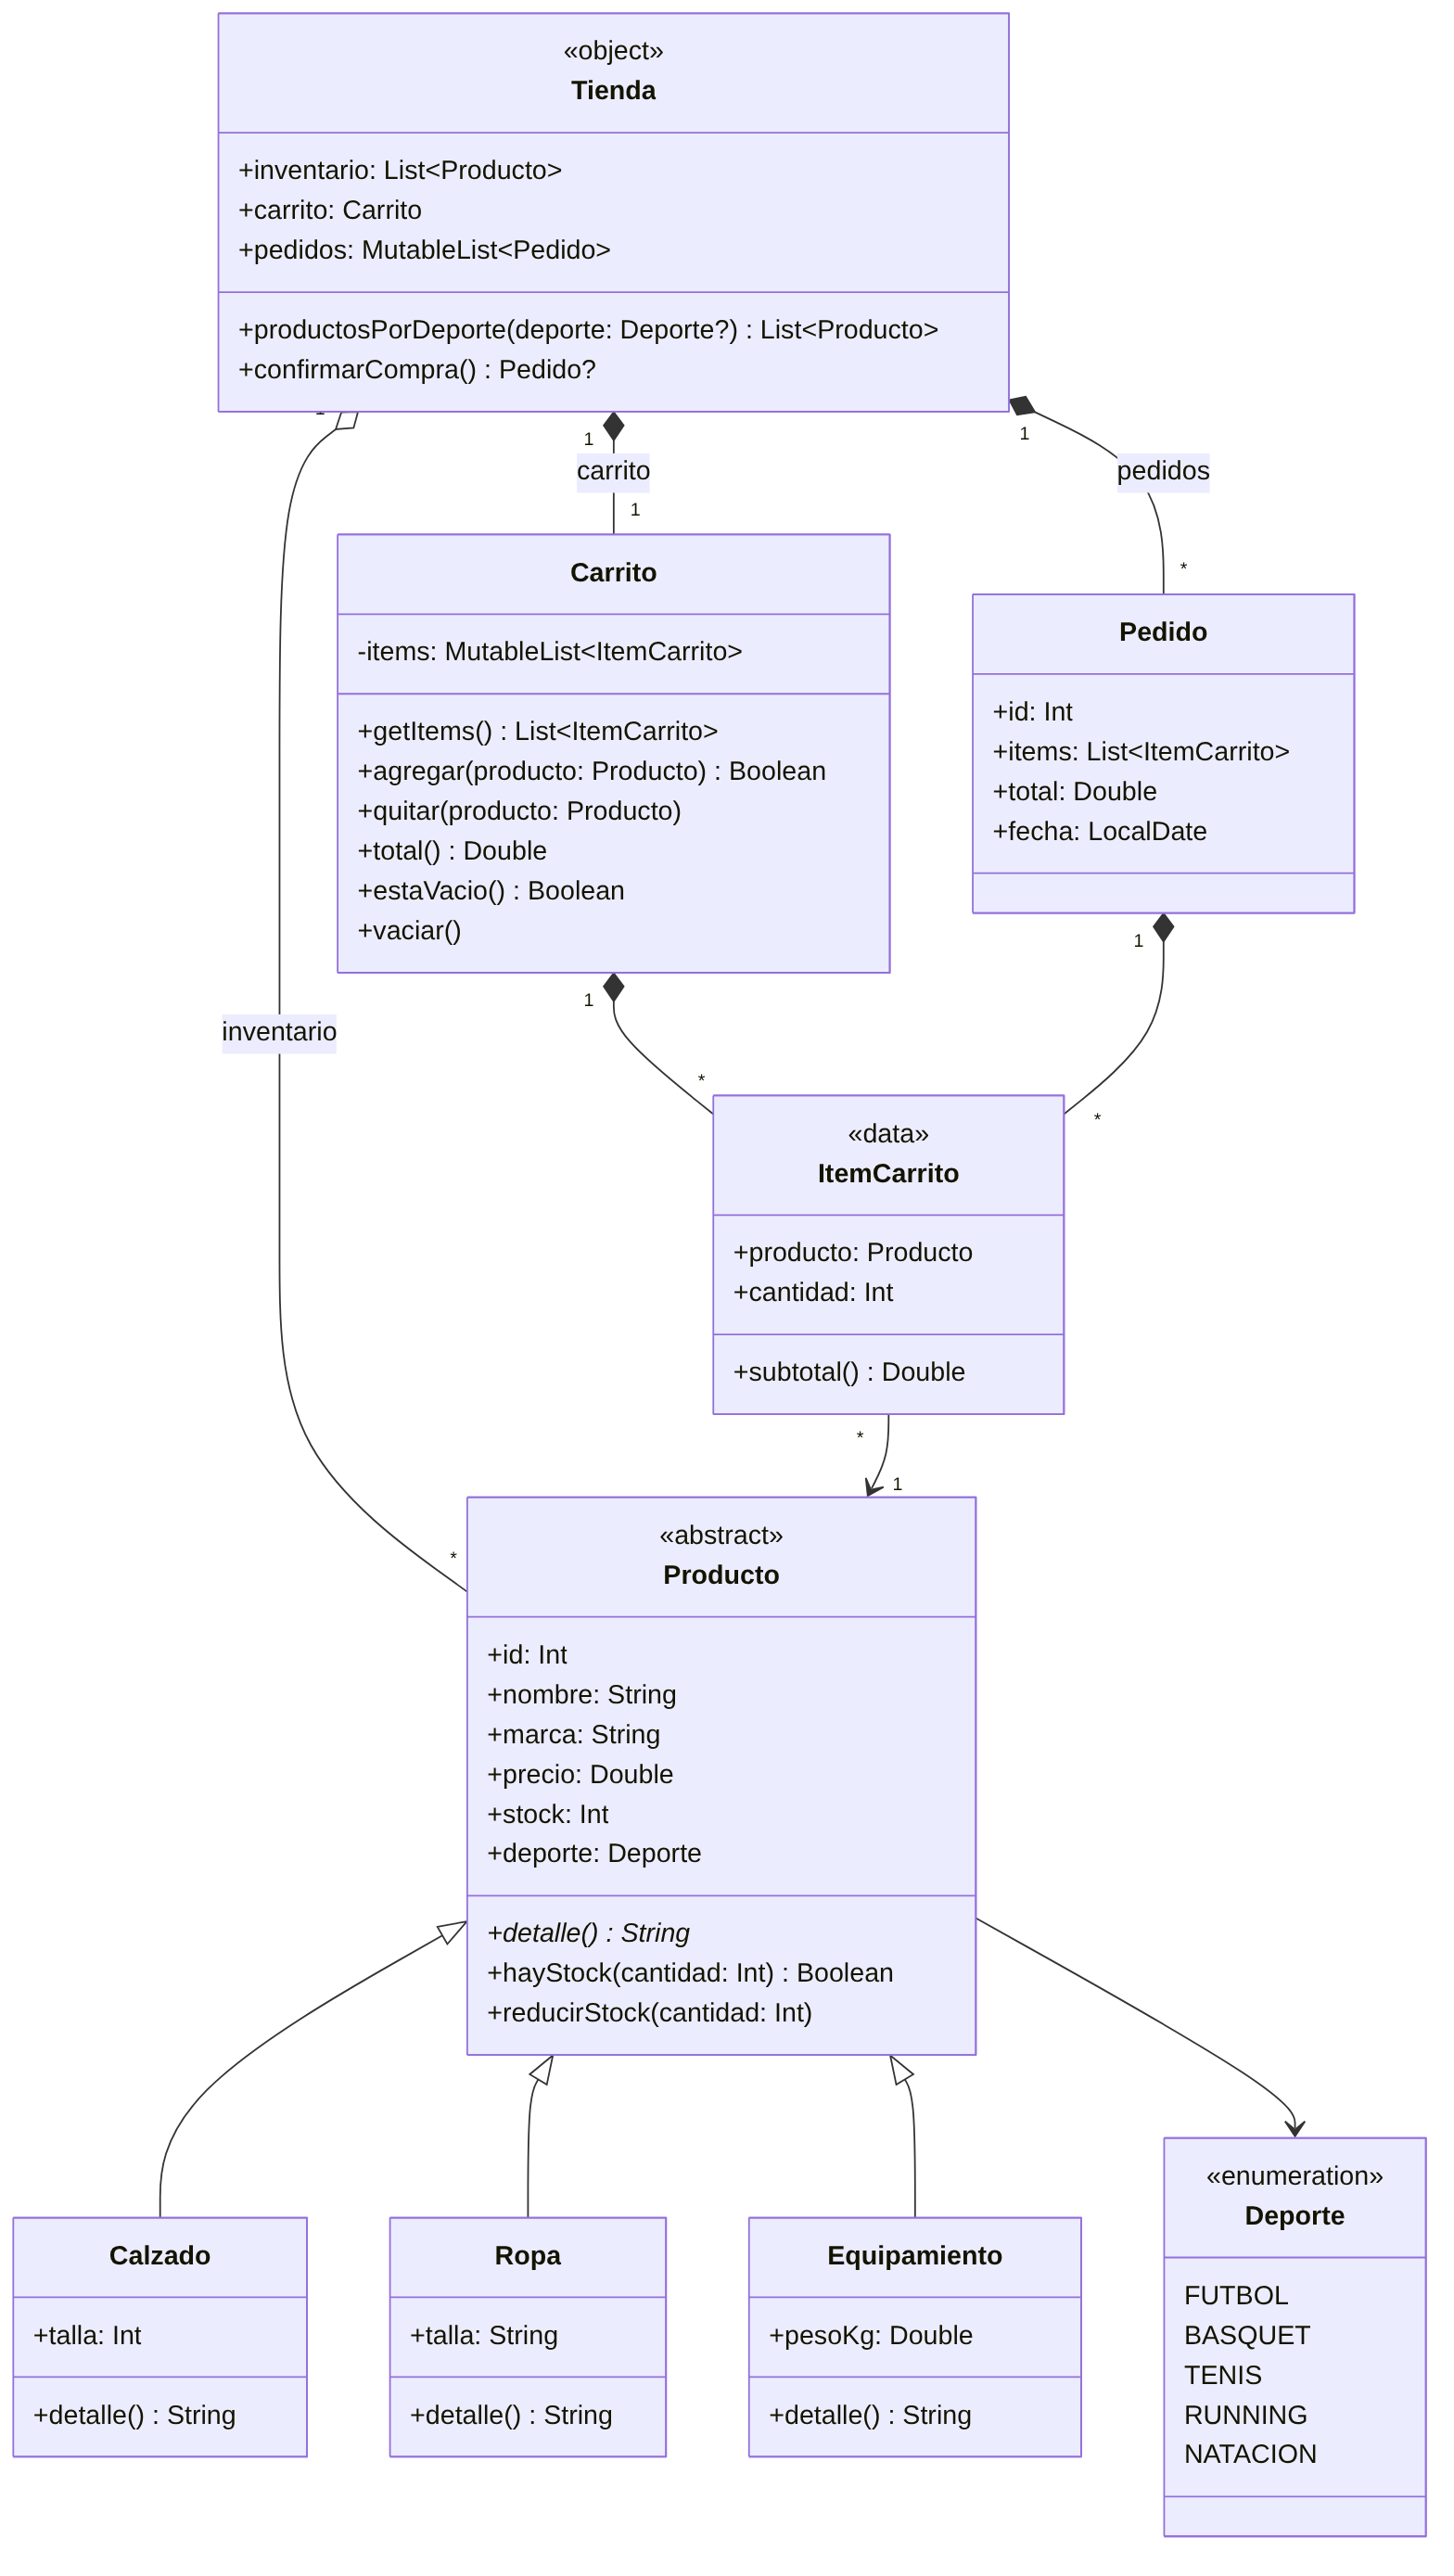 «object»
Tienda
+inventario: List<Producto>
+carrito: Carrito
+pedidos: MutableList<Pedido>
+productosPorDeporte(deporte: Deporte?) : List<Producto>
+confirmarCompra() : Pedido?
1
1
carrito
1
1
pedidos
*
Carrito
-items: MutableList<ItemCarrito>
+getItems() : List<ItemCarrito>
+agregar(producto: Producto) : Boolean
+quitar(producto: Producto)
+total() : Double
+estaVacio() : Boolean
+vaciar()
Pedido
+id: Int
+items: List<ItemCarrito>
+total: Double
+fecha: LocalDate
1
1
inventario
*
*
«data»
ItemCarrito
+producto: Producto
+cantidad: Int
+subtotal() : Double
*
1
*
«abstract»
Producto
+id: Int
+nombre: String
+marca: String
+precio: Double
+stock: Int
+deporte: Deporte
+detalle() : String
+hayStock(cantidad: Int) : Boolean
+reducirStock(cantidad: Int)
Calzado
+talla: Int
+detalle() : String
Ropa
+talla: String
+detalle() : String
Equipamiento
+pesoKg: Double
+detalle() : String
«enumeration»
Deporte
FUTBOL
BASQUET
TENIS
RUNNING
NATACION